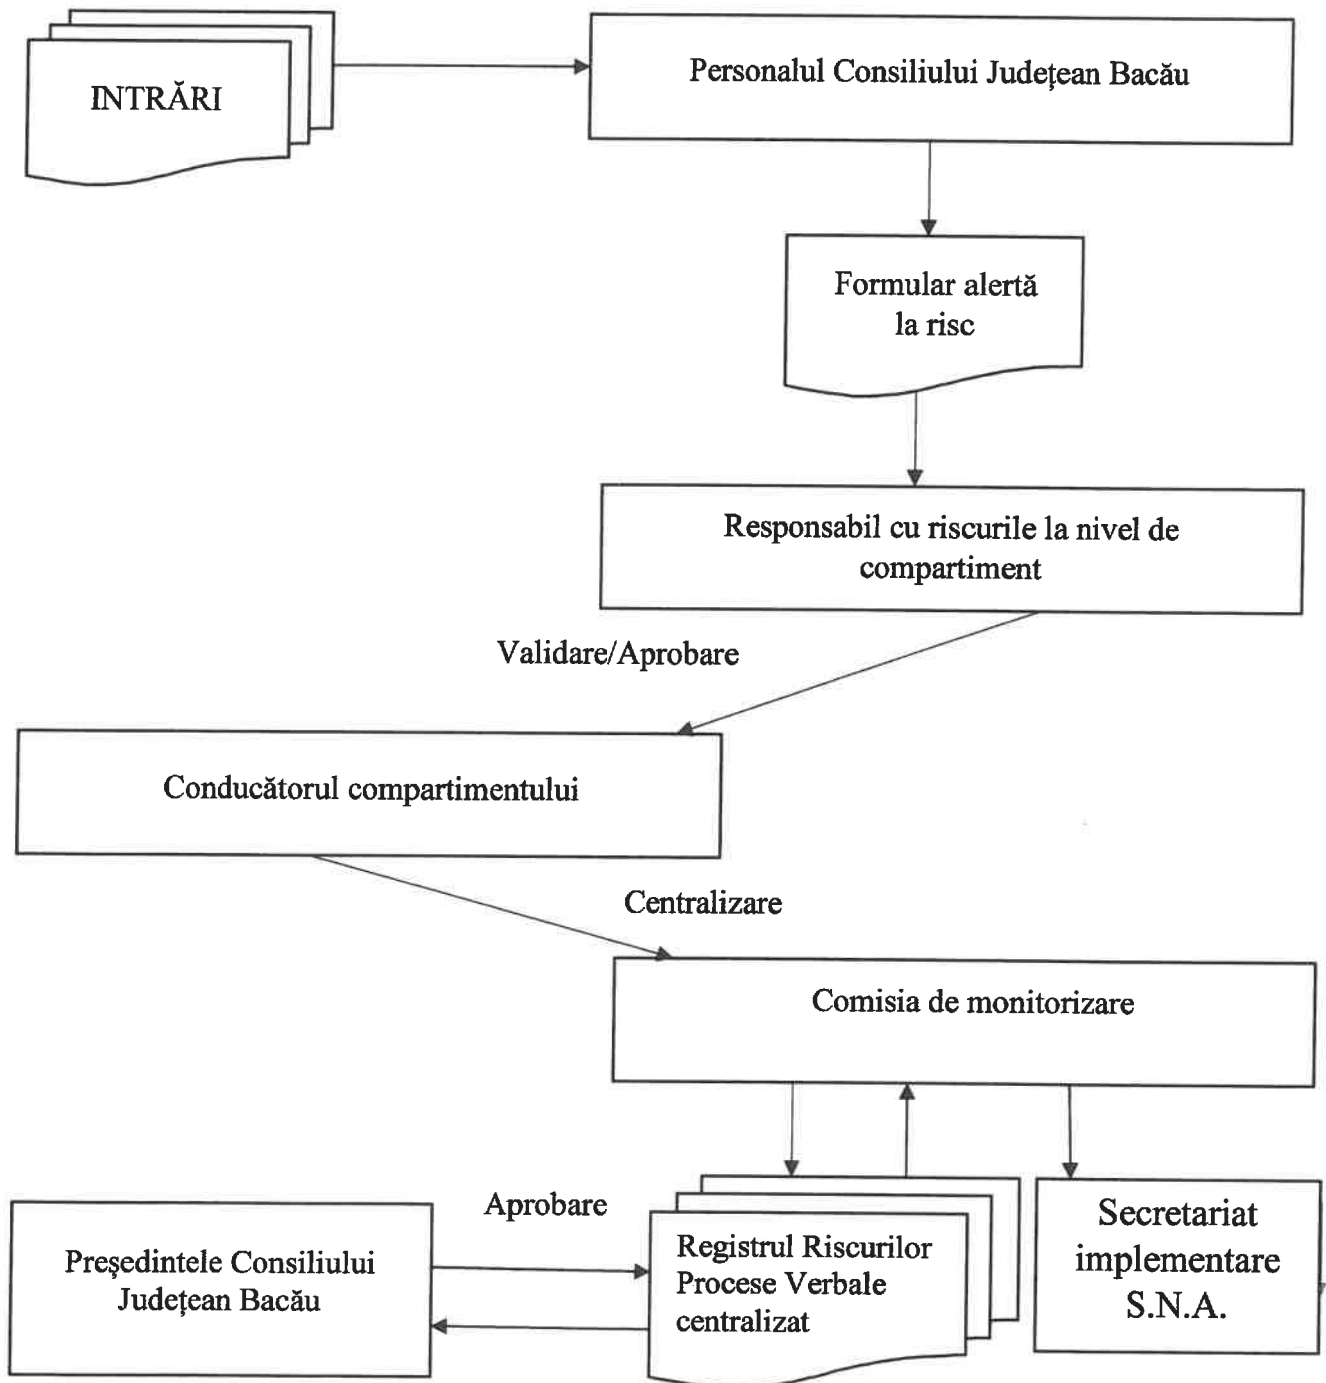 INTRĂRI
Personalul Consiliului Județean Bacău
Formular alertă
la risc
Responsabil cu riscurile la nivel de
compartiment
Validare/Aprobare
Conducătorul compartimentului
Centralizare
Comisia de monitorizare
Aprobare
Președintele Consiliului
Județean Bacău
Registrul Riscurilor
Procese Verbale
centralizat
Secretariat
implementare
S.N.A.